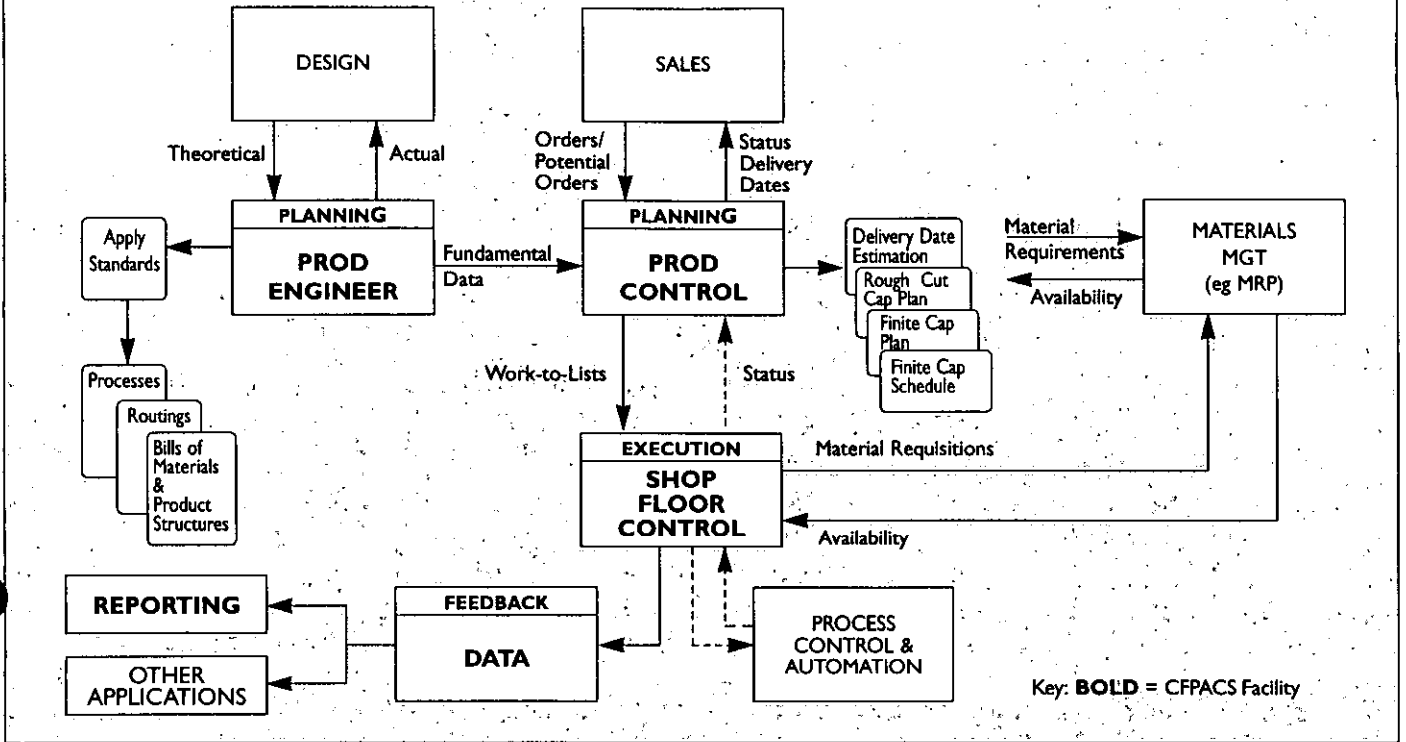 DESIGN
SALES
Theoretical
Actual
Orders/
Potential
Orders
Status
Delivery
Dates
PLANNING
PROD
ENGINEER
Apply
Standards
Fundamental
Data
PLANNING
PROD
CONTROL
Delivery Date
Estimation
Rough Cut
Cap Plan
Finite Cap
Plan
Finite Cap
Schedule
Material
Requirements
Availability
MATERIALS
MGT
(eg MRP)
Processes
Routings
Bills of
Materials
&
Product
Structures
Work-to-Lists
Status
EXECUTION
SHOP
FLOOR
CONTROL
Material Requisitions
Availability
REPORTING
OTHER
APPLICATIONS
FEEDBACK
DATA
PROCESS
CONTROL &
AUTOMATION
Key: BOLD = CFPACS Facility